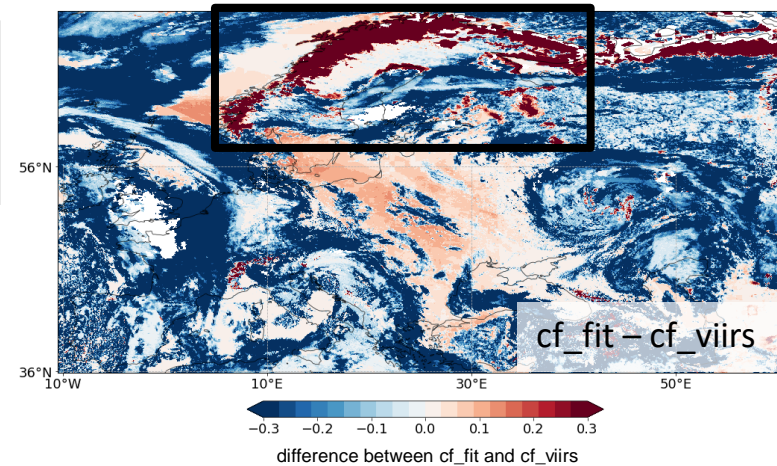 56°N
cf_fit – cf_viirs
36°N
10°W 10°E 30°E 50°E
−0.3 −0.2 −0.1 0.0 0.1 0.2 0.3
difference between cf_fit and cf_viirs